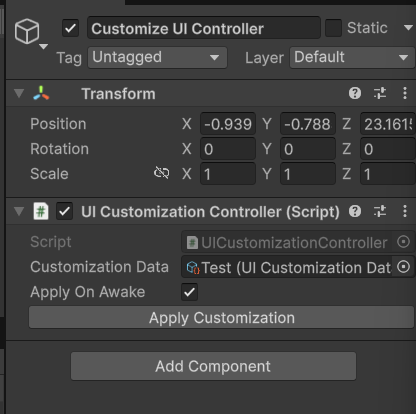 Customize UI Controller Static
Tag Untagged Layer Default
Transform
Position X -0.939 Y -0.788 Z 23.161
Rotation X 0 Y 0 Z 0
Scale X 1 Y 1 Z 1
# UI Customization Controller (Script)
Script #UICustomizationController
Customization Data Test (UI Customization Dat
Apply On Awake
Apply Customization
Add Component